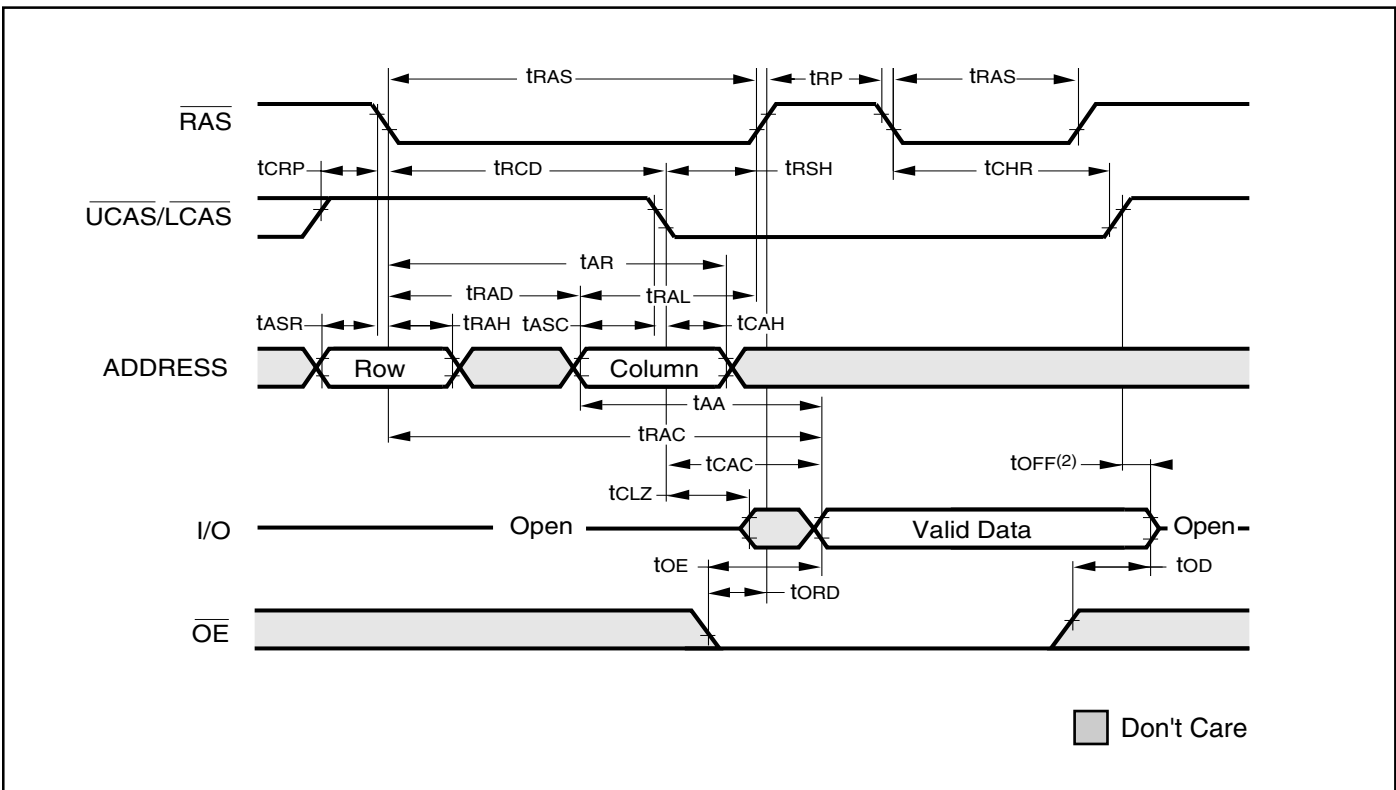 tRAS tRP tRAS
RAS
tCRP tRCD tRSH tCHR
UCAS/LCAS
tAR
tRAD tRAL
tASR tRAH tASC tCAH
ADDRESS Row Column
tAA
tRAC
tCAC tOFF(2)
tCLZ
I/O Open Valid Data Open
tOE tOD
tORD
OE
Don't Care